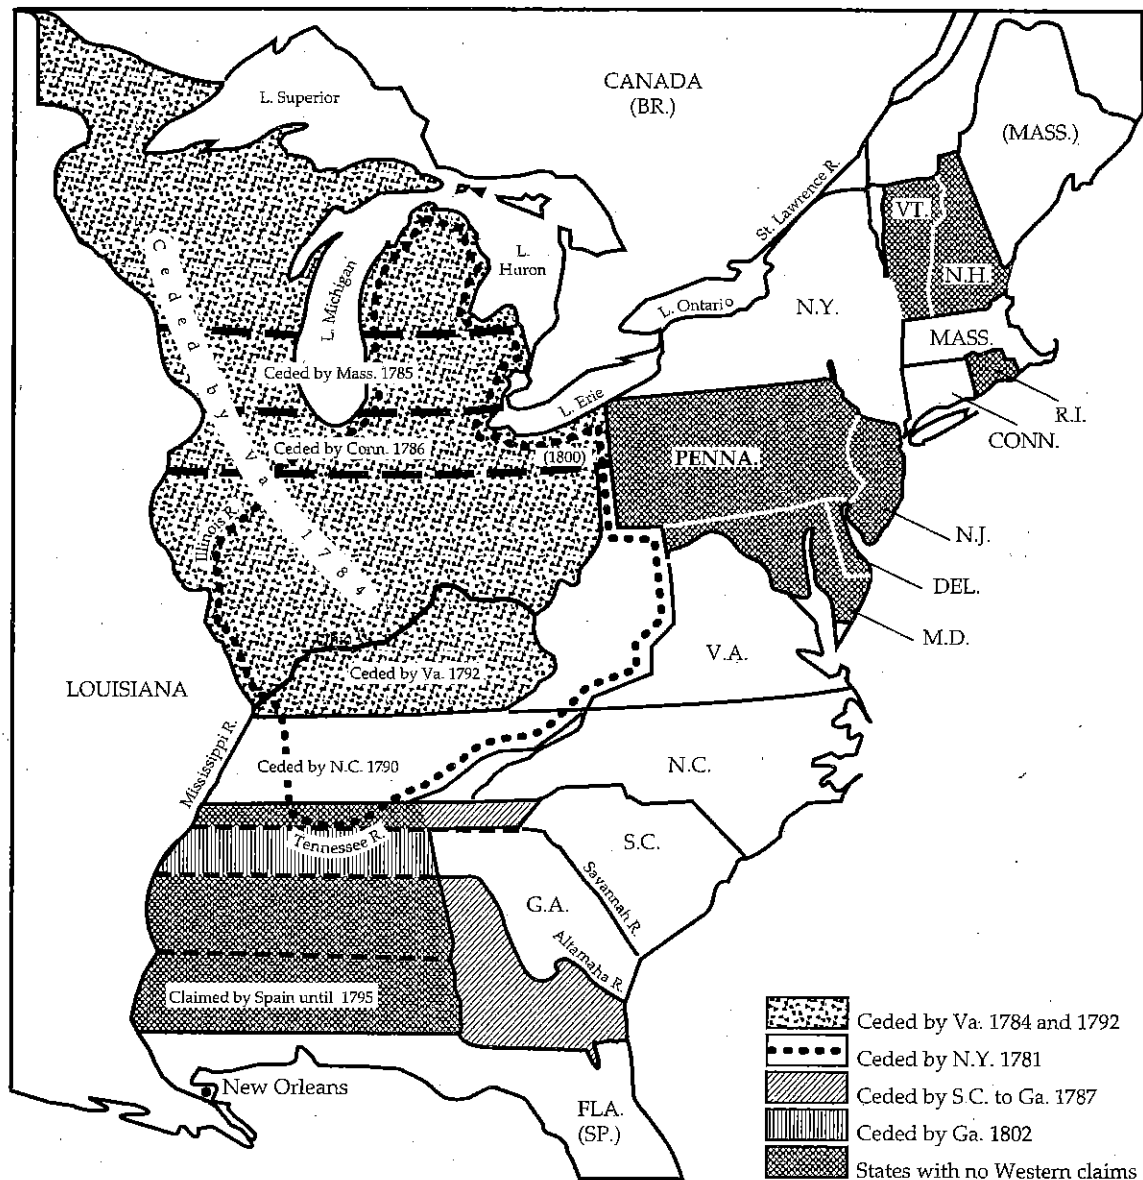 CANADA
(BR.)
L. Superior
(MASS.)
St. Lawrence R.
VT.
N.H.
L.
Huron
L. Michigan
L. Ontario
N.Y.
MASS.
Ceded by Va. 1784
Ceded by Mass. 1785
L. Erie
R.I.
CONN.
Ceded by Conn. 1786
(1800)
PENNA.
Illinois R.
N.J.
DEL.
M.D.
Ohio R.
V.A.
Ceded by Va. 1792
LOUISIANA
Mississippi R.
Ceded by N.C. 1790
N.C.
Tennessee R.
S.C.
Savannah R.
G.A.
Altamaha R.
Claimed by Spain until 1795
New Orleans
FLA.
(SP.)
Ceded by Va. 1784 and 1792
Ceded by N.Y. 1781
Ceded by S.C. to Ga. 1787
Ceded by Ga. 1802
States with no Western claims